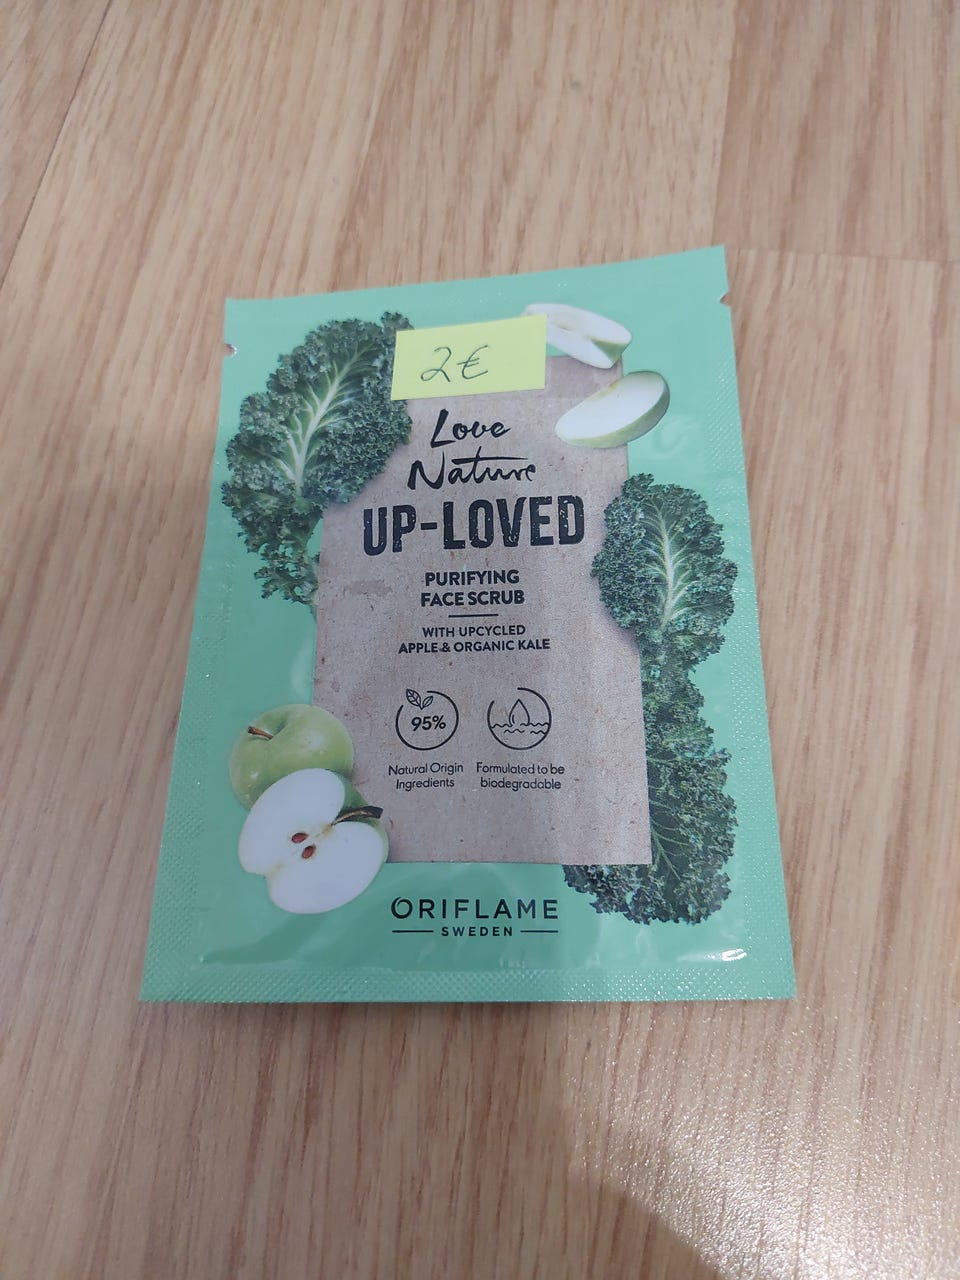 2€
Love
Nature
UP-LOVED
PURIFYING
FACE SCRUB
WITH UPCYCLED
APPLE & ORGANIC KALE
95%
Natural Origin
Ingredients
Formulated to be
biodegradable
ORIFLAME
SWEDEN